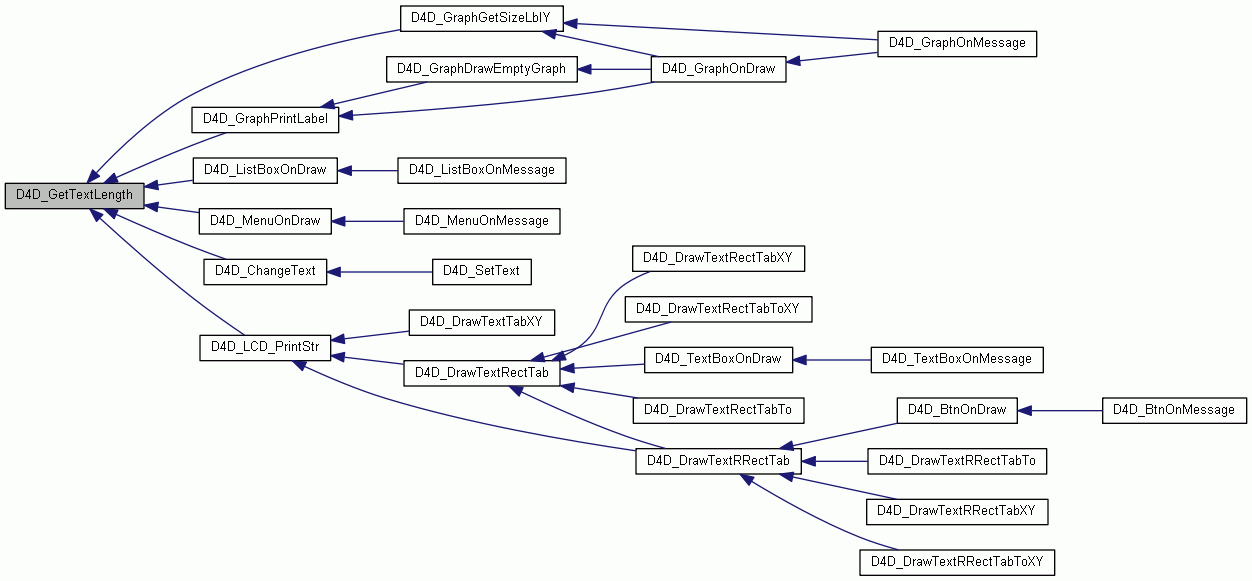 D4D_GraphGetSizeLblY
D4D_GraphOnMessage
D4D_GraphDrawEmptyGraph
D4D_GraphOnDraw
D4D_GraphPrintLabel
D4D_ListBoxOnDraw
D4D_ListBoxOnMessage
D4D_GetTextLength
D4D_MenuOnDraw
D4D_MenuOnMessage
D4D_DrawTextRectTabXY
D4D_ChangeText
D4D_SetText
D4D_DrawTextRectTabToXY
D4D_DrawTextTabXY
D4D_LCD_PrintStr
D4D_TextBoxOnDraw
D4D_TextBoxOnMessage
D4D_DrawTextRectTab
D4D_DrawTextRectTabTo
D4D_BtnOnDraw
D4D_BtnOnMessage
D4D_DrawTextRRectTab
D4D_DrawTextRRectTabTo
D4D_DrawTextRRectTabXY
D4D_DrawTextRRectTabToXY